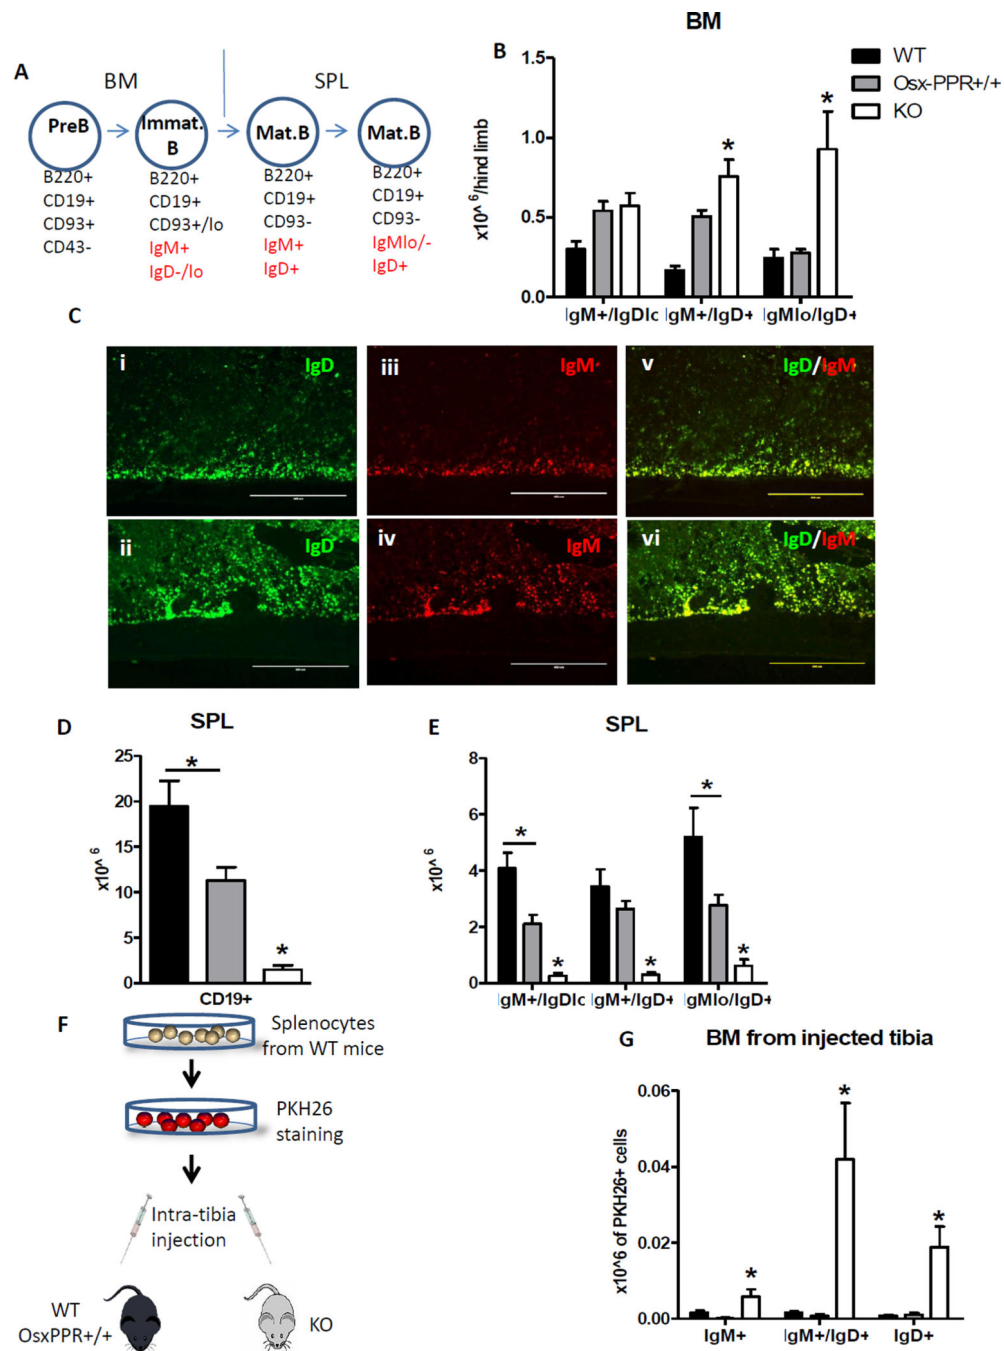 A
BM
SPL
PreB
Immat.
B
Mat.B
Mat.B
B220+
CD19+
CD93+
CD43-
B220+
CD19+
CD93+/lo
IgM+
IgD-/lo
B220+
CD19+
CD93-
IgM+
IgD+
B220+
CD19+
CD93-
IgMlo/-
IgD+
B
BM
WT
Osx-PPR+/+
KO
x10^ 6/hind limb
1.5
1.0
0.5
0.0
* *
IgM+/IgDlo
IgM+/IgD+
IgMlo/IgD+
C
i
IgD
iii
IgM
v
IgD/IgM
ii
IgD
iv
IgM
vi
IgD/IgM
D
SPL
x10^ 6
25
20
15
10
5
0
*
*
CD19+
E
SPL
x10^ 6
8
6
4
2
0
* *
* * *
IgM+/IgDlo
IgM+/IgD+
IgMlo/IgD+
F
Splenocytes
from WT mice
PKH26
staining
Intra-tibia
injection
WT
OsxPPR+/+
KO
G
BM from injected tibia
x10^6 of PKH26+ cells
0.06
0.04
0.02
0.00
* * *
IgM+
IgM+/IgD+
IgD+